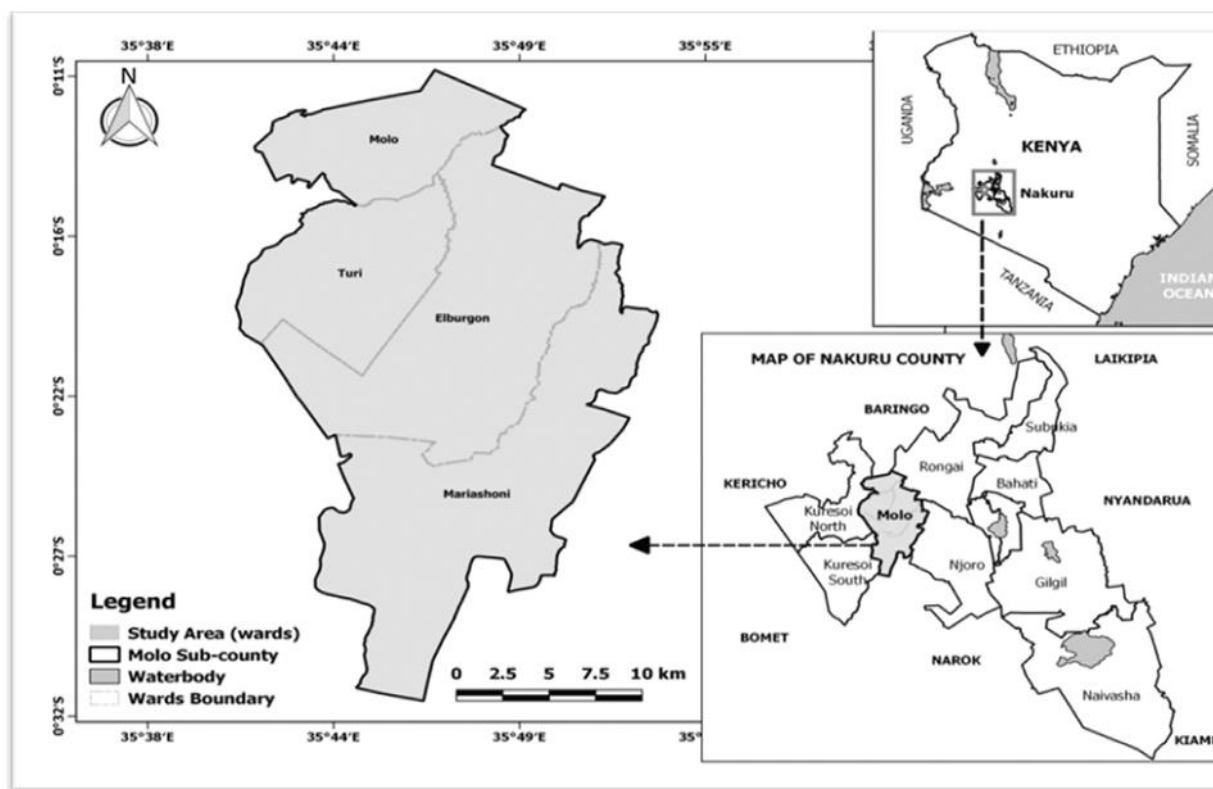 35°38'E 35°44'E 35°49'E 35°55'E
0°11'S
0°16'S
0°22'S
0°27'S
0°32'S
N
Molo
Turi
Elburgon
Mariashoni
Legend
Study Area (wards)
Molo Sub-county
Waterbody
Wards Boundary
0 2.5 5 7.5 10 km
35°38'E 35°44'E 35°49'E
ETHIOPIA
UGANDA
SOMALIA
KENYA
Nakuru
TANZANIA
INDIAN
OCEAN
MAP OF NAKURU COUNTY
LAIKIPIA
BARINGO
Subukia
Rongai
Bahati
KERICHO
NYANDARUA
Kuresoi
North
Molo
Kuresoi
South
Njoro
Gilgil
BOMET
NAROK
Naivasha